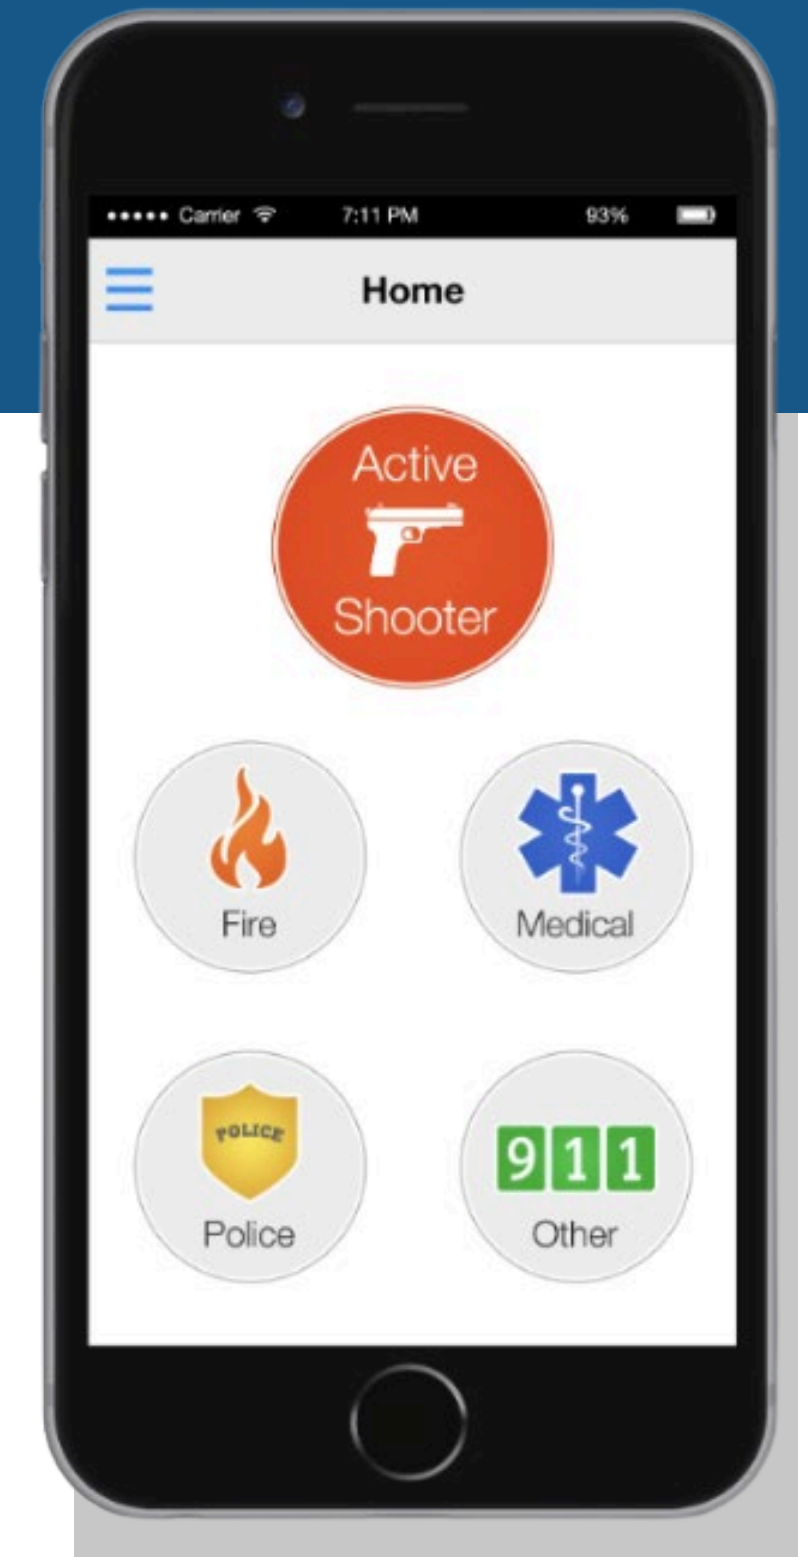 Carrier 7:11 PM 93%
Home
Active
Shooter
Fire
Medical
POLICE
Police
911
Other